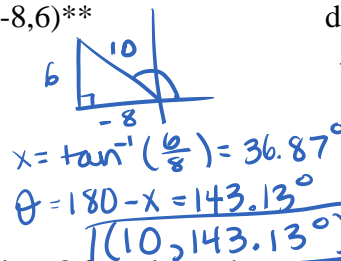 -8,6)** d
10
6
-8
x = tan⁻¹(6/8) = 36.87°
θ = 180 - x = 143.13°
(10, 143.13°)